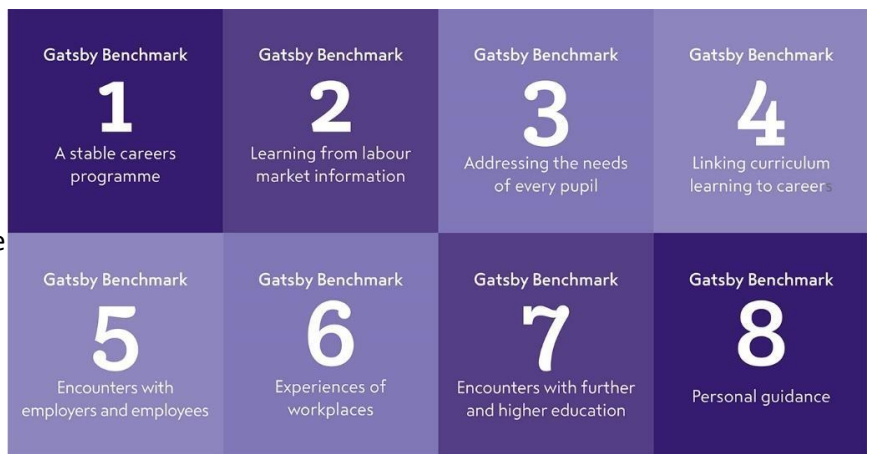 Gatsby Benchmark
1
A stable careers
programme
Gatsby Benchmark
2
Learning from labour
market information
Gatsby Benchmark
3
Addressing the needs
of every pupil
Gatsby Benchmark
4
Linking curriculum
learning to careers
e
Gatsby Benchmark
5
Encounters with
employers and employees
Gatsby Benchmark
6
Experiences of
workplaces
Gatsby Benchmark
7
Encounters with further
and higher education
Gatsby Benchmark
8
Personal guidance